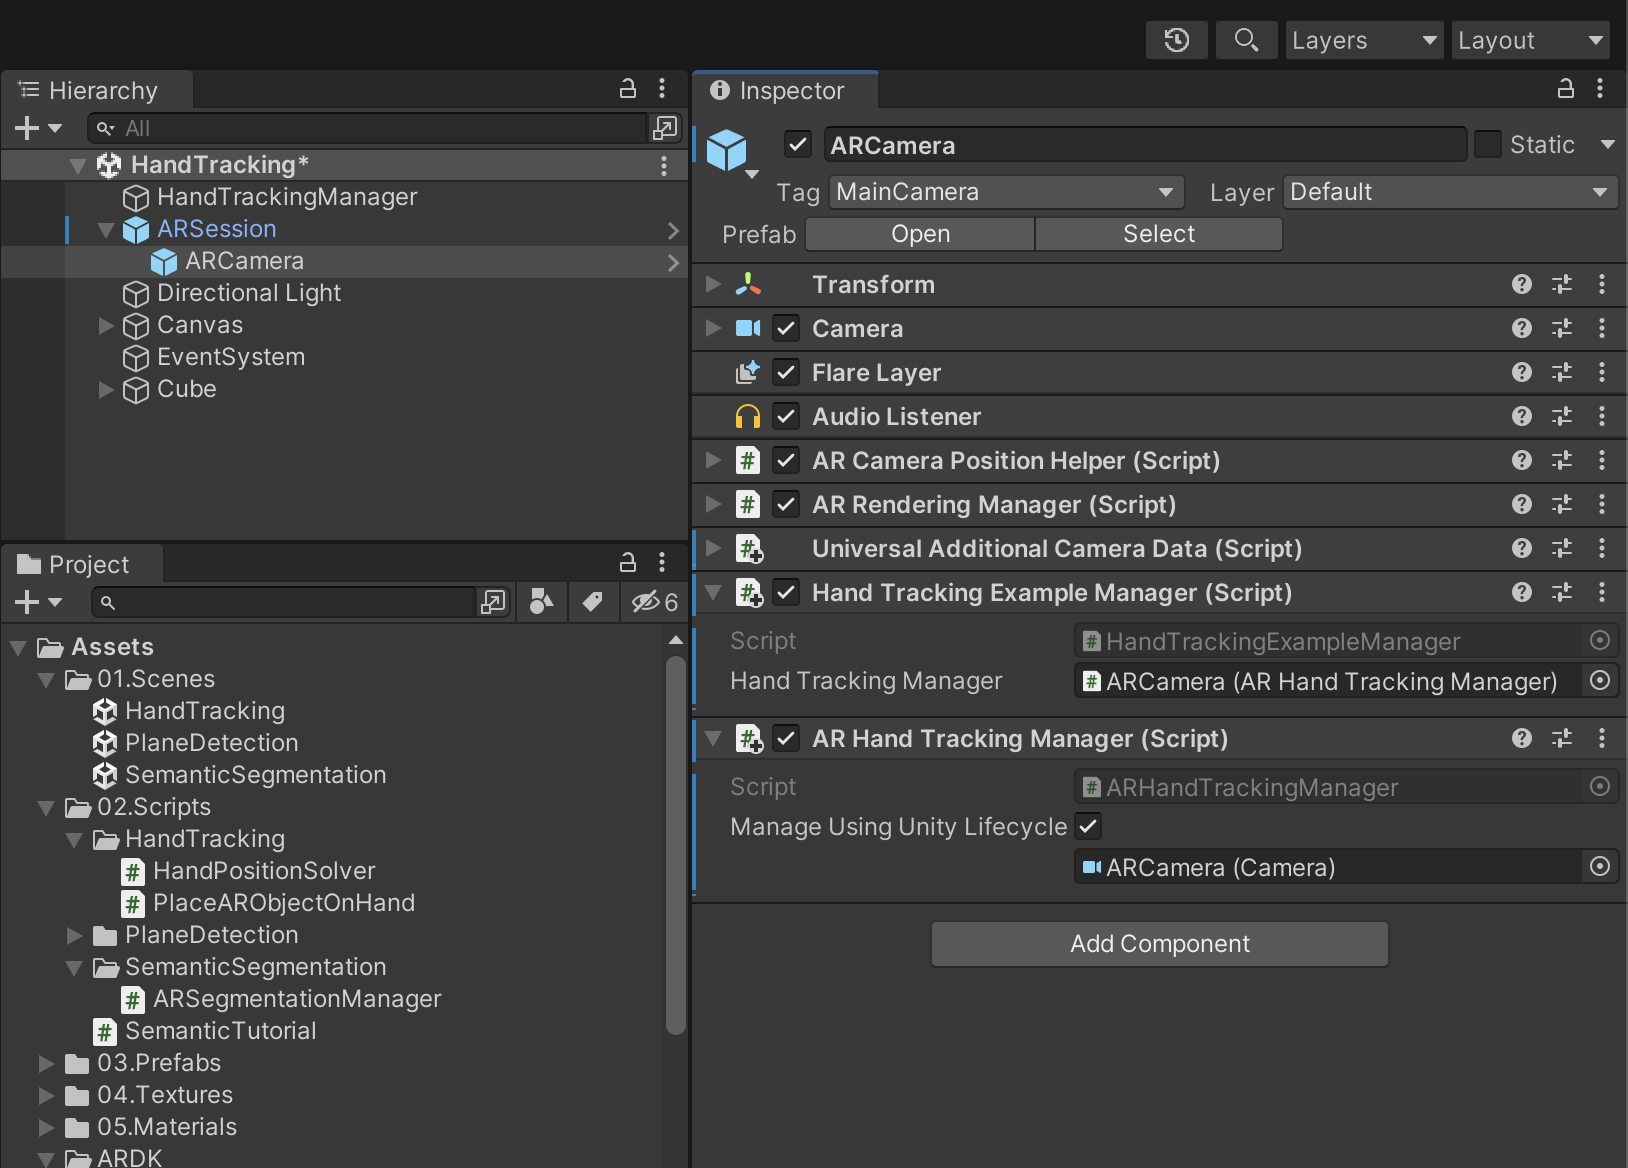 Layers
Layout
Hierarchy
All
HandTracking*
HandTrackingManager
ARSession
ARCamera
Directional Light
Canvas
EventSystem
Cube
Project
6
Assets
01.Scenes
HandTracking
PlaneDetection
SemanticSegmentation
02.Scripts
HandTracking
HandPositionSolver
PlaceARObjectOnHand
PlaneDetection
SemanticSegmentation
ARSegmentationManager
SemanticTutorial
03.Prefabs
04.Textures
05.Materials
ARDK
Inspector
ARCamera
Static
Tag MainCamera Layer Default
Prefab Open Select
Transform
Camera
Flare Layer
Audio Listener
AR Camera Position Helper (Script)
AR Rendering Manager (Script)
Universal Additional Camera Data (Script)
Hand Tracking Example Manager (Script)
Script HandTrackingExampleManager
Hand Tracking Manager ARCamera (AR Hand Tracking Manager)
AR Hand Tracking Manager (Script)
Script ARHandTrackingManager
Manage Using Unity Lifecycle
ARCamera (Camera)
Add Component